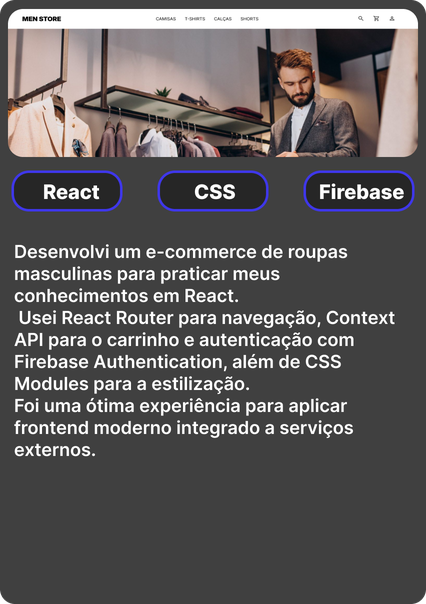 MEN STORE
CAMISAS T-SHIRTS CALÇAS SHORTS
React CSS Firebase
Desenvolvi um e-commerce de roupas
masculinas para praticar meus
conhecimentos em React.
Usei React Router para navegação, Context
API para o carrinho e autenticação com
Firebase Authentication, além de CSS
Modules para a estilização.
Foi uma ótima experiência para aplicar
frontend moderno integrado a serviços
externos.